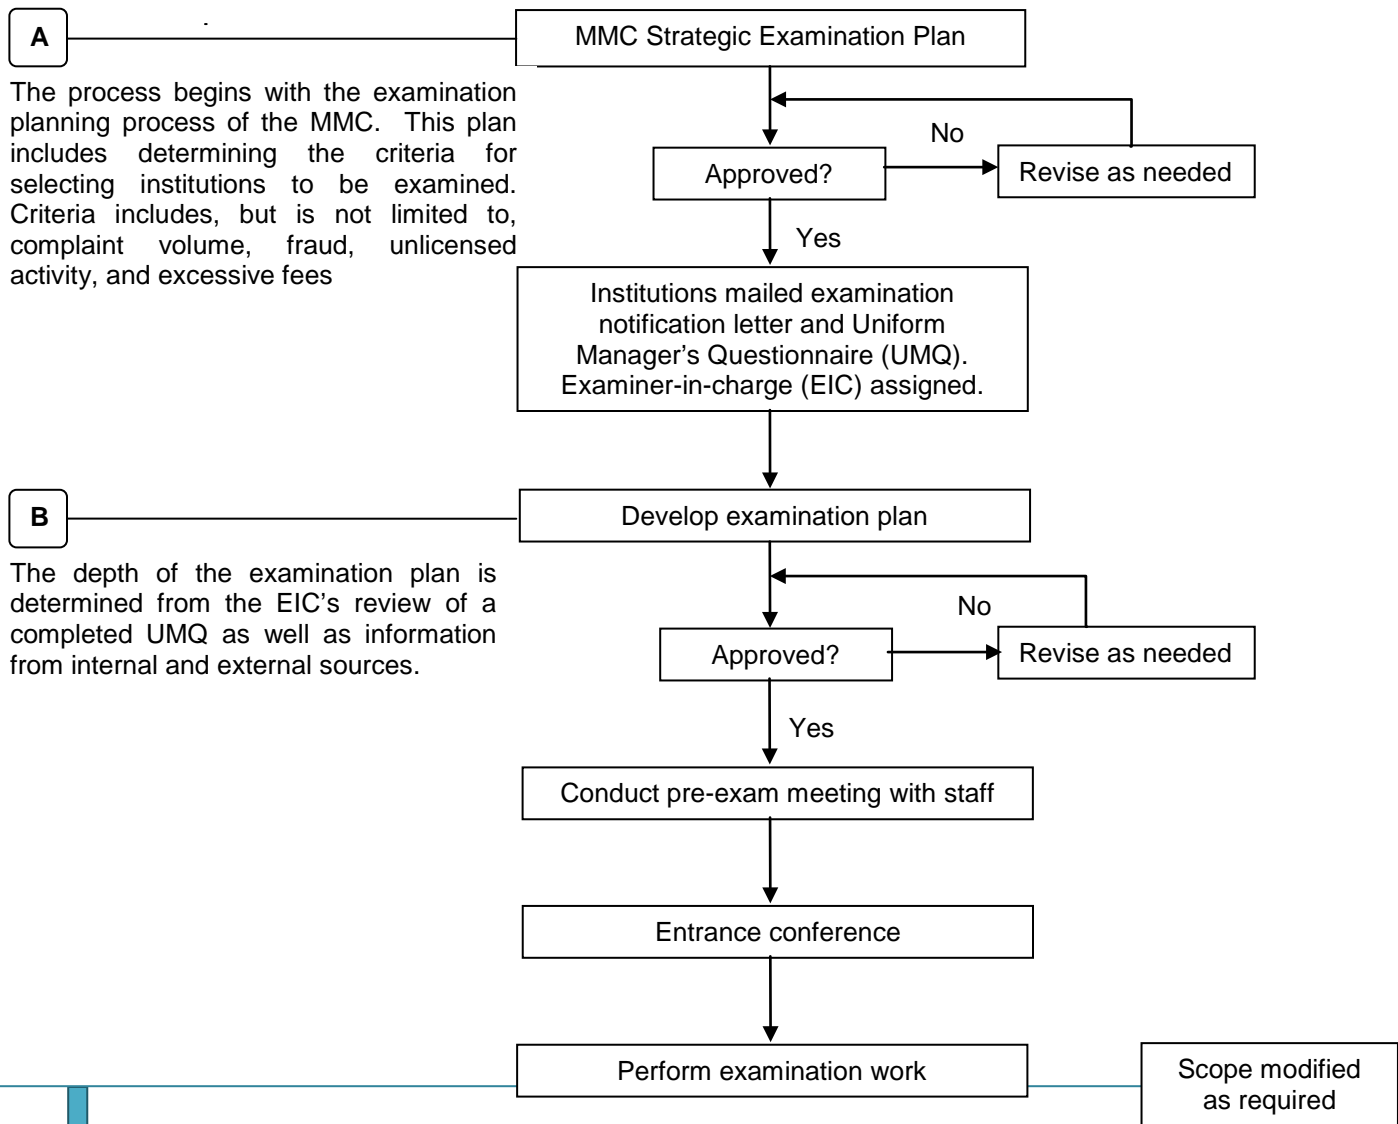 A
MMC Strategic Examination Plan
The process begins with the examination
planning process of the MMC. This plan
includes determining the criteria for
selecting institutions to be examined.
Criteria includes, but is not limited to,
complaint volume, fraud, unlicensed
activity, and excessive fees
No
Approved?
Revise as needed
Yes
Institutions mailed examination
notification letter and Uniform
Manager’s Questionnaire (UMQ).
Examiner-in-charge (EIC) assigned.
B
Develop examination plan
The depth of the examination plan is
determined from the EIC’s review of a
completed UMQ as well as information
from internal and external sources.
No
Approved?
Revise as needed
Yes
Conduct pre-exam meeting with staff
Entrance conference
Perform examination work
Scope modified
as required